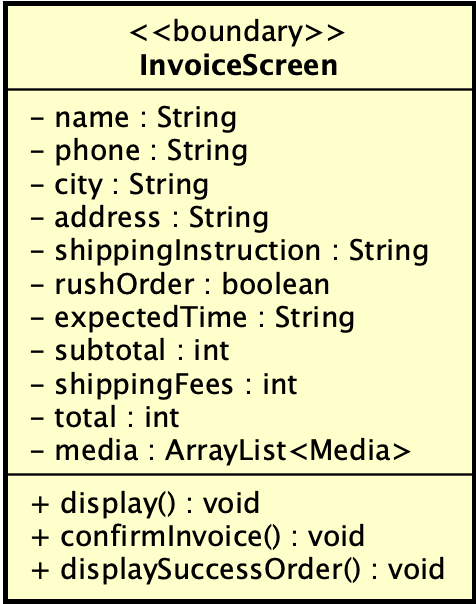 <<boundary>>
InvoiceScreen
- name : String
- phone : String
- city : String
- address : String
- shippingInstruction : String
- rushOrder : boolean
- expectedTime : String
- subtotal : int
- shippingFees : int
- total : int
- media : ArrayList<Media>
+ display() : void
+ confirmInvoice() : void
+ displaySuccessOrder() : void